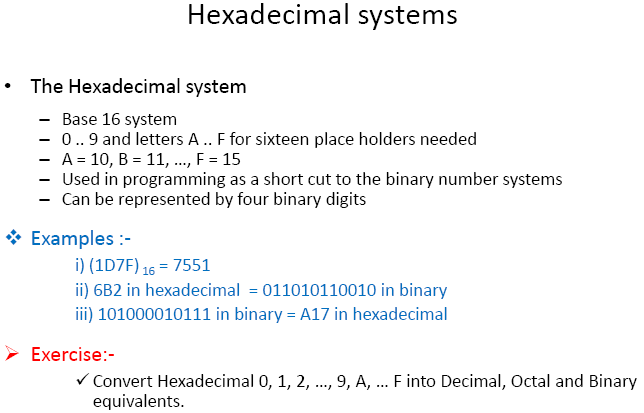 Hexadecimal systems
• The Hexadecimal system
– Base 16 system
– 0 .. 9 and letters A .. F for sixteen place holders needed
– A = 10, B = 11, …, F = 15
– Used in programming as a short cut to the binary number systems
– Can be represented by four binary digits
❖ Examples :-
i) (1D7F) 16 = 7551
ii) 6B2 in hexadecimal = 011010110010 in binary
iii) 101000010111 in binary = A17 in hexadecimal
➢ Exercise:-
✓ Convert Hexadecimal 0, 1, 2, …, 9, A, … F into Decimal, Octal and Binary
equivalents.